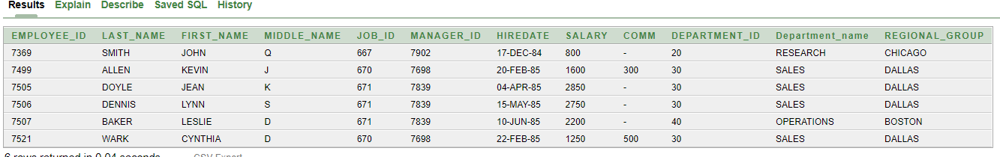 Results Explain Describe Saved SQL History
EMPLOYEE_ID LAST_NAME FIRST_NAME MIDDLE_NAME JOB_ID MANAGER_ID HIREDATE SALARY COMM DEPARTMENT_ID Department_name REGIONAL_GROUP
7369 SMITH JOHN Q 667 7902 17-DEC-84 800 - 20 RESEARCH CHICAGO
7499 ALLEN KEVIN J 670 7698 20-FEB-85 1600 300 30 SALES DALLAS
7505 DOYLE JEAN K 671 7839 04-APR-85 2850 - 30 SALES DALLAS
7506 DENNIS LYNN S 671 7839 15-MAY-85 2750 - 30 SALES DALLAS
7507 BAKER LESLIE D 671 7839 10-JUN-85 2200 - 40 OPERATIONS BOSTON
7521 WARK CYNTHIA D 670 7698 22-FEB-85 1250 500 30 SALES DALLAS
6 rows returned in 0.04 seconds CSV Export